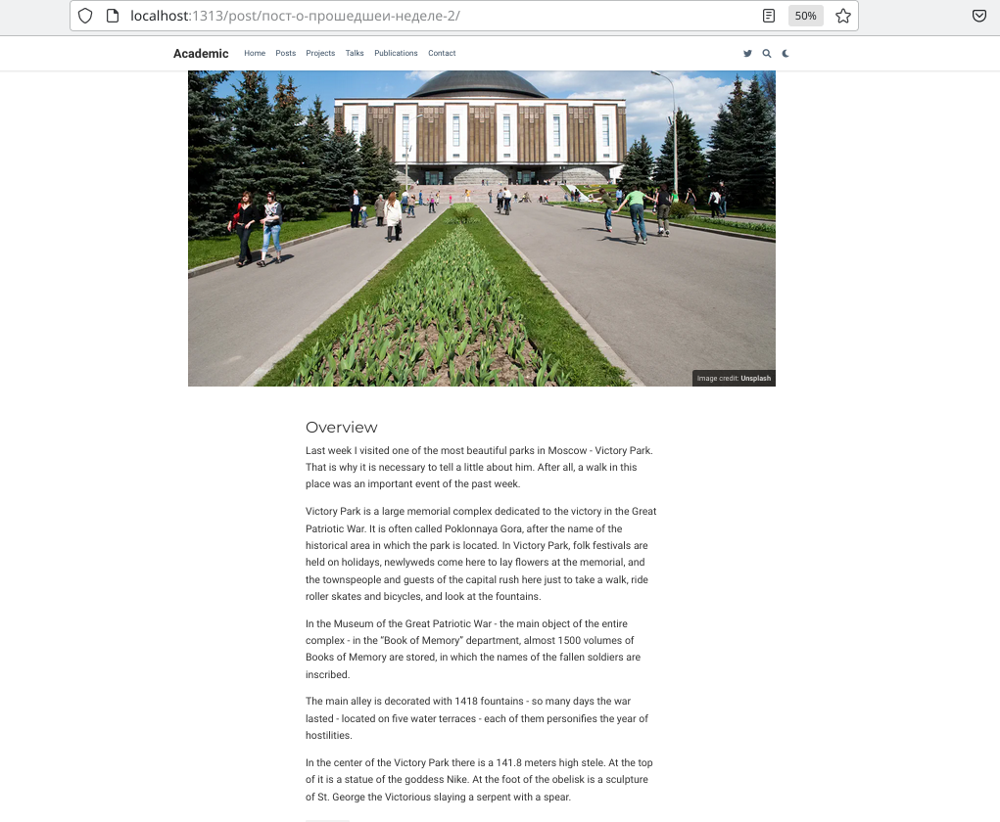 localhost:1313/post/пост-о-прошедшеи-неделе-2/
50%
Academic Home Posts Projects Talks Publications Contact
Image credit: Unsplash
Overview
Last week I visited one of the most beautiful parks in Moscow - Victory Park.
That is why it is necessary to tell a little about him. After all, a walk in this
place was an important event of the past week.
Victory Park is a large memorial complex dedicated to the victory in the Great
Patriotic War. It is often called Poklonnaya Gora, after the name of the
historical area in which the park is located. In Victory Park, folk festivals are
held on holidays, newlyweds come here to lay flowers at the memorial, and
the townspeople and guests of the capital rush here just to take a walk, ride
roller skates and bicycles, and look at the fountains.
In the Museum of the Great Patriotic War - the main object of the entire
complex - in the “Book of Memory” department, almost 1500 volumes of
Books of Memory are stored, in which the names of the fallen soldiers are
inscribed.
The main alley is decorated with 1418 fountains - so many days the war
lasted - located on five water terraces - each of them personifies the year of
hostilities.
In the center of the Victory Park there is a 141.8 meters high stele. At the top
of it is a statue of the goddess Nike. At the foot of the obelisk is a sculpture
of St. George the Victorious slaying a serpent with a spear.